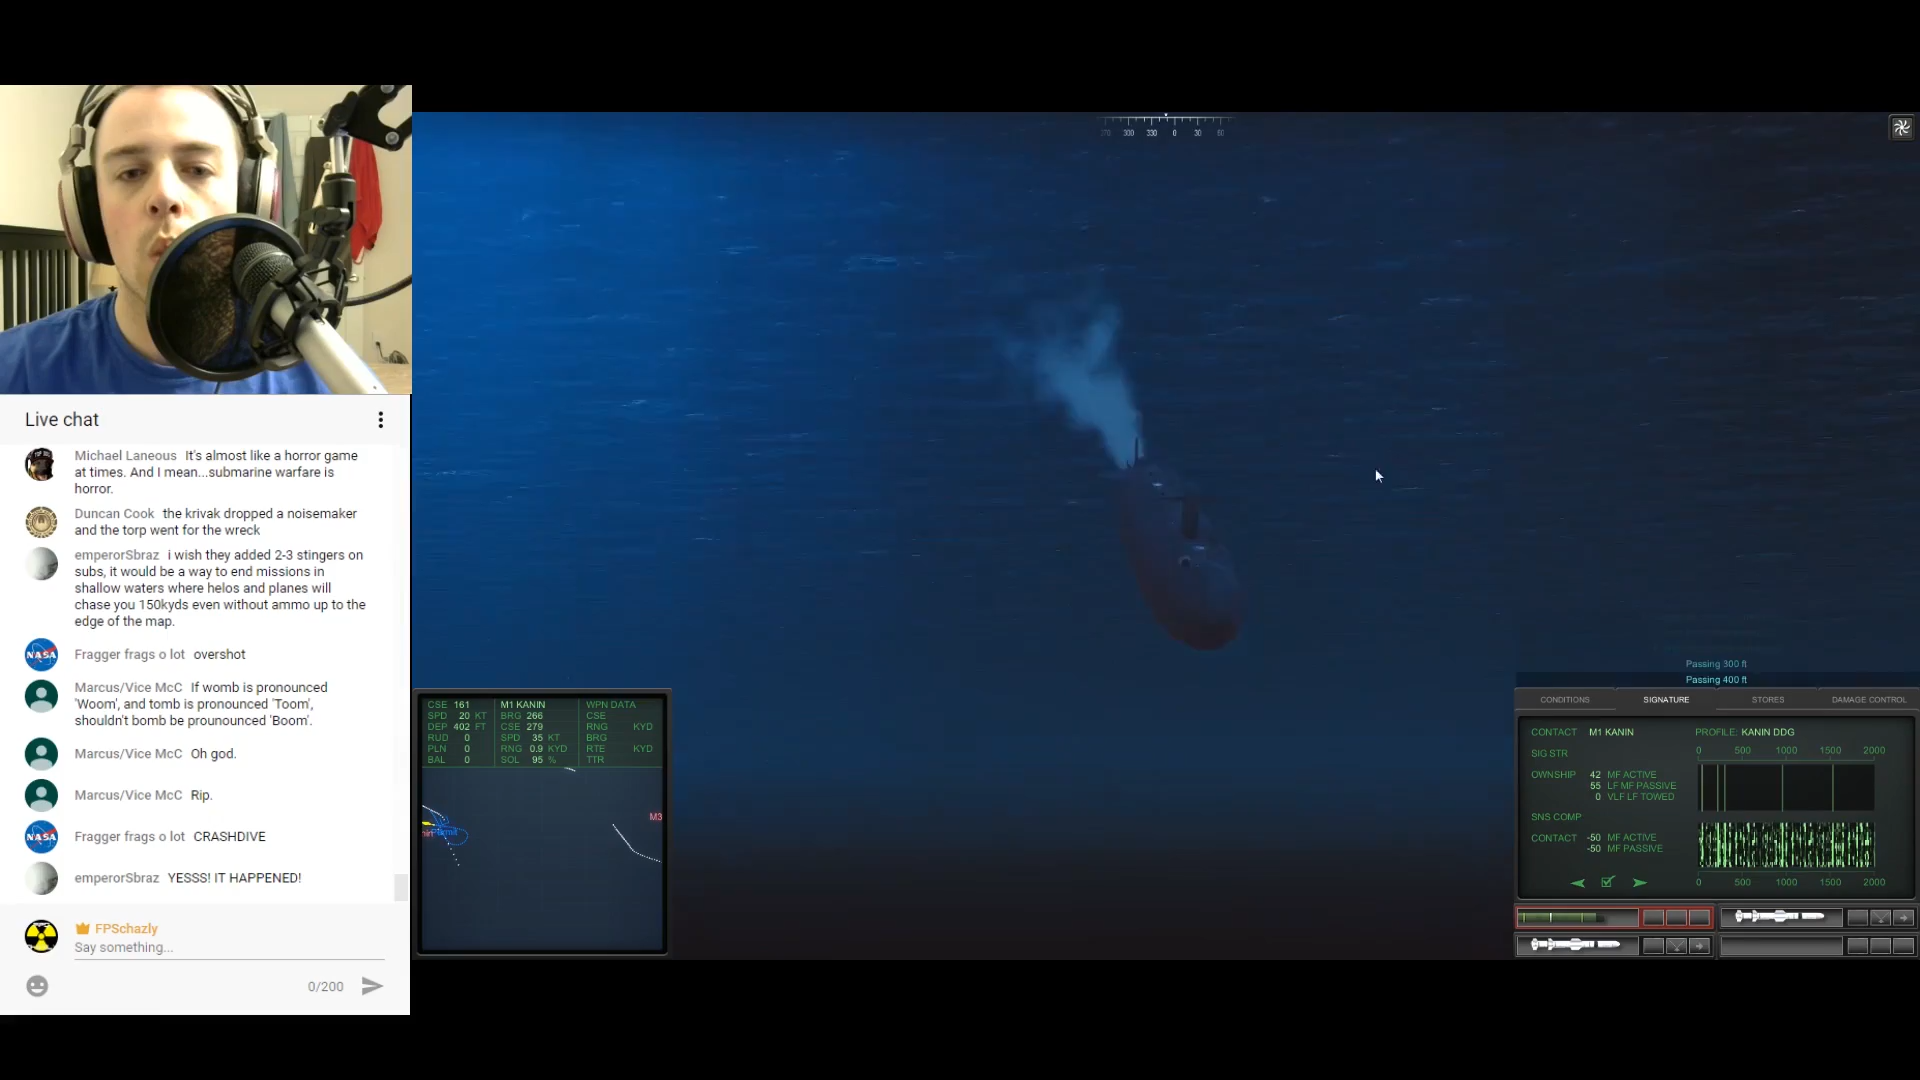 Live chat
Michael Laneous It's almost like a horror game
at times. And I mean...submarine warfare is
horror.
Duncan Cook the krivak dropped a noisemaker
and the torp went for the wreck
emperorSbraz i wish they added 2-3 stingers on
subs, it would be a way to end missions in
shallow waters where helos and planes will
chase you 150kyds even without ammo up to the
edge of the map.
NASA
Fragger frags o lot overshot
Marcus/Vice McC If womb is pronounced
'Woom', and tomb is pronounced 'Toom',
shouldn't bomb be prounounced 'Boom'.
Marcus/Vice McC Oh god.
Marcus/Vice McC Rip.
NASA
Fragger frags o lot CRASHDIVE
emperorSbraz YESSS! IT HAPPENED!
FPSchazly
Say something...
0/200
270 300 330 0 30 60
CSE 161 M1 KANIN WPN DATA
SPD 20 KT BRG 266 CSE
DEP 402 FT CSE 279 RNG KYD
RUD 0 SPD 35 KT BRG
PLN 0 RNG 0.9 KYD RTE KYD
BAL 0 SOL 95 % TTR
M3
Passing 300 ft
Passing 400 ft
CONDITIONS SIGNATURE STORES DAMAGE CONTROL
CONTACT M1 KANIN PROFILE: KANIN DDG
SIG STR 0 500 1000 1500 2000
OWNSHIP 42 MF ACTIVE
55 LF MF PASSIVE
0 VLF LF TOWED
SNS COMP
CONTACT -50 MF ACTIVE
-50 MF PASSIVE
0 500 1000 1500 2000